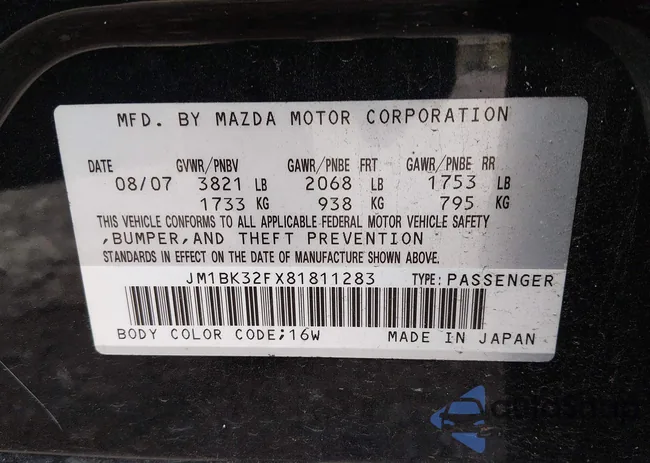 MFD. BY MAZDA MOTOR CORPORATION
DATE GVWR/PNBV GAWR/PNBE FRT GAWR/PNBE RR
08/07 3821 LB 2068 LB 1753 LB
1733 KG 938 KG 795 KG
THIS VEHICLE CONFORMS TO ALL APPLICABLE FEDERAL MOTOR VEHICLE SAFETY
,BUMPER,AND THEFT PREVENTION
STANDARDS IN EFFECT ON THE DATE OF MANUFACTURE SHOWN ABOVE.
JM1BK32FX81811283 TYPE: PASSENGER
BODY COLOR CODE;16W MADE IN JAPAN